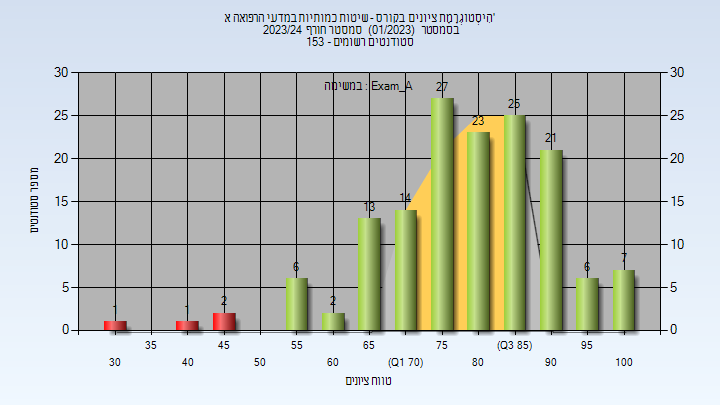 היסטוגרמת ציונים בקורס - שיטות כמותיות במדעי הרפואה א'
בסמסטר (01/2023) סמסטר חורף 2023/24
סטודנטים רשומים - 153
במשימה : Exam_A
מספר סטודנטים
30 25 20 15 10 5 0
30 25 20 15 10 5 0
1 1 2 6 2 13 14 27 23 25 21 6 7
35 45 55 65 75 (Q3 85) 95
30 40 50 60 (Q1 70) 80 90 100
טווח ציונים